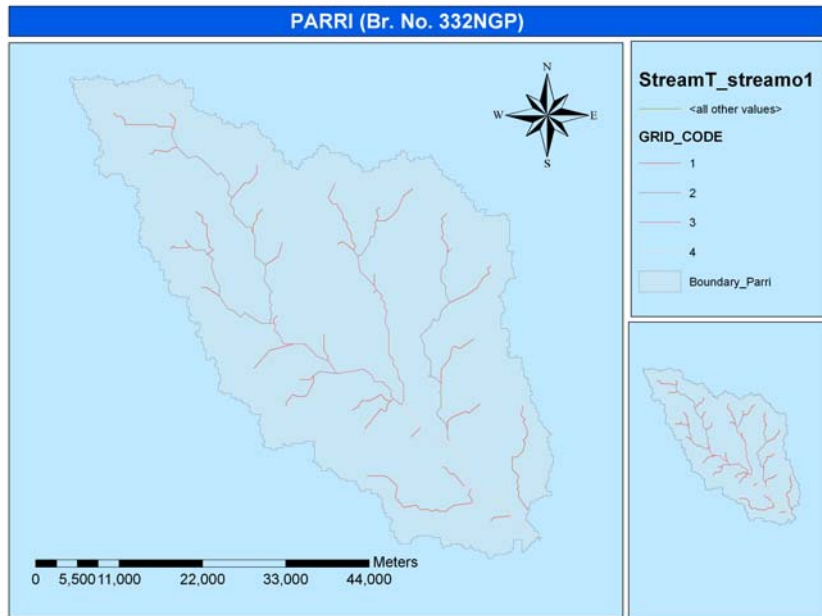 PARRI (Br. No. 332NGP)
N
W E
S
Meters
0 5,500 11,000 22,000 33,000 44,000
StreamT_streamo1
<all other values>
GRID_CODE
1
2
3
4
Boundary_Parri